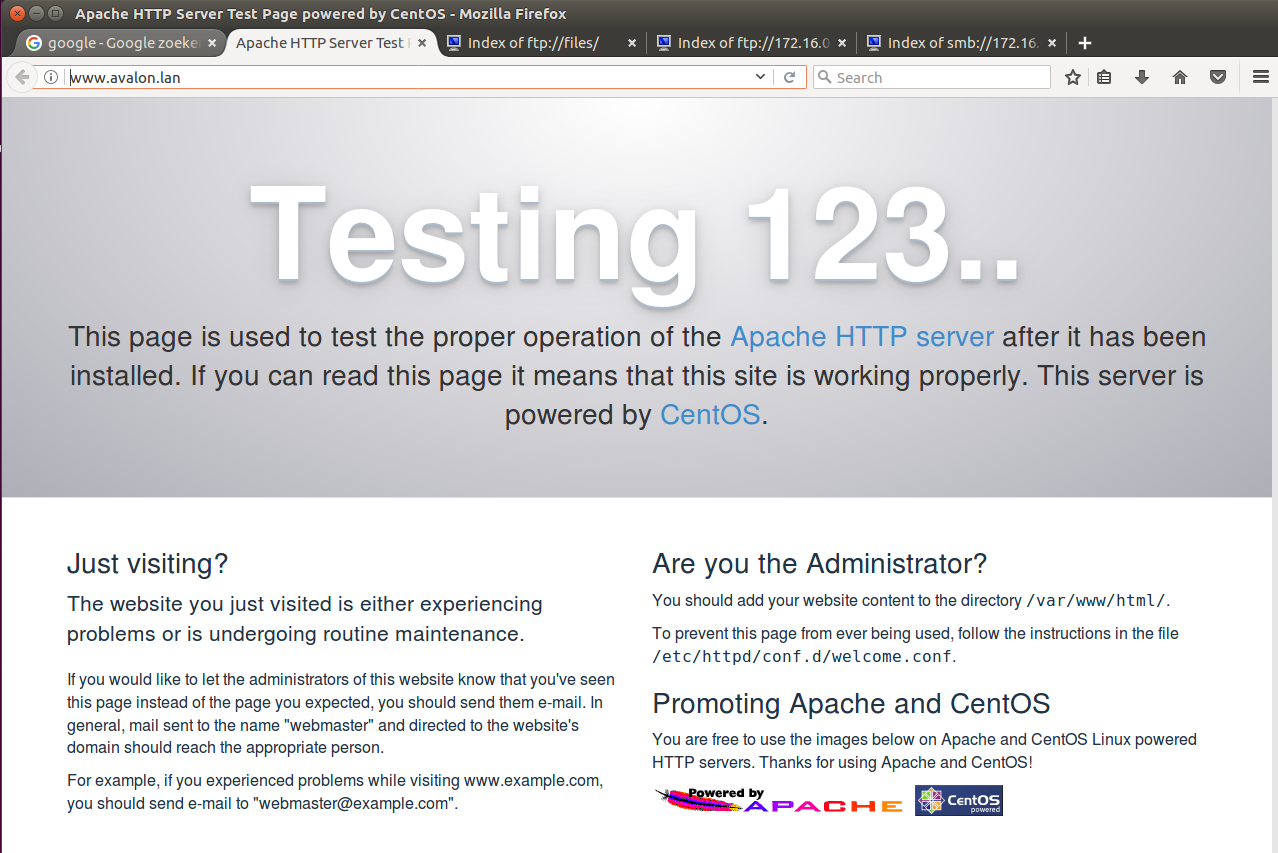 Apache HTTP Server Test Page powered by CentOS - Mozilla Firefox
google - Google zoeke
Apache HTTP Server Test
Index of ftp://files/
Index of ftp://172.16.0
Index of smb://172.16.
www.avalon.lan
Search
Testing 123..
This page is used to test the proper operation of the Apache HTTP server after it has been
installed. If you can read this page it means that this site is working properly. This server is
powered by CentOS.
Just visiting?
The website you just visited is either experiencing
problems or is undergoing routine maintenance.
If you would like to let the administrators of this website know that you've seen
this page instead of the page you expected, you should send them e-mail. In
general, mail sent to the name "webmaster" and directed to the website's
domain should reach the appropriate person.
For example, if you experienced problems while visiting www.example.com,
you should send e-mail to "webmaster@example.com".
Are you the Administrator?
You should add your website content to the directory /var/www/html/.
To prevent this page from ever being used, follow the instructions in the file
/etc/httpd/conf.d/welcome.conf.
Promoting Apache and CentOS
You are free to use the images below on Apache and CentOS Linux powered
HTTP servers. Thanks for using Apache and CentOS!
Powered by
APACHE
CentOS
powered